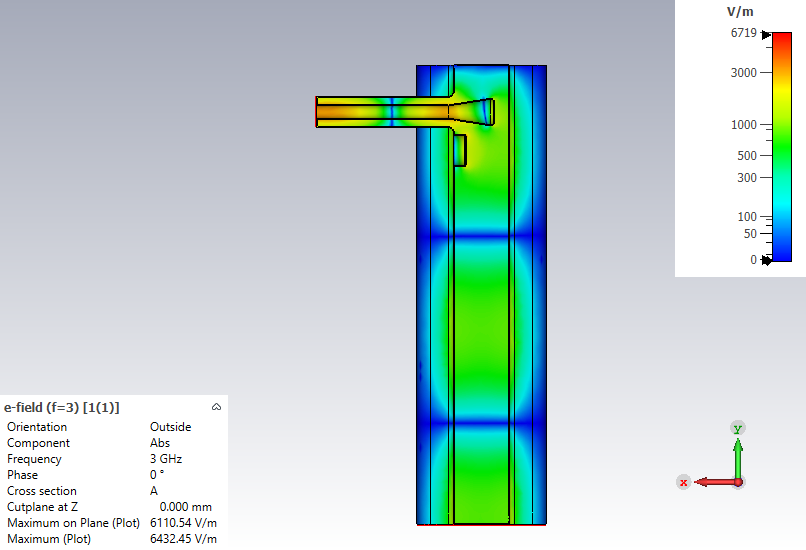 V/m
6719
3000
1000
500
300
100
50
0
e-field (f=3) [1(1)]
Orientation Outside
Component Abs
Frequency 3 GHz
Phase 0 °
Cross section A
Cutplane at Z 0.000 mm
Maximum on Plane (Plot) 6110.54 V/m
Maximum (Plot) 6432.45 V/m
y
x